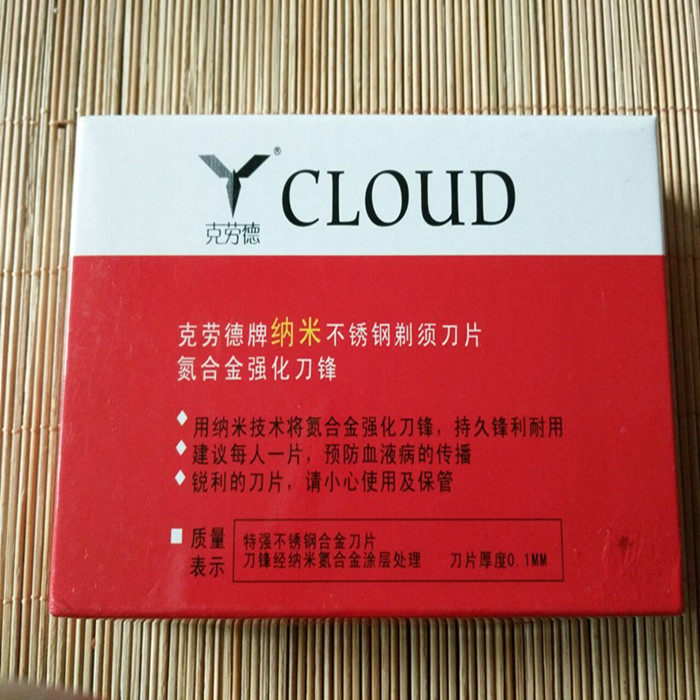 ®
CLOUD
克劳德
克劳德牌纳米不锈钢剃须刀片
氮合金强化刀锋
用纳米技术将氮合金强化刀锋，持久锋利耐用
建议每人一片，预防血液病的传播
锐利的刀片，请小心使用及保管
质量
表示
特强不锈钢合金刀片
刀锋经纳米氮合金涂层处理 刀片厚度0.1MM